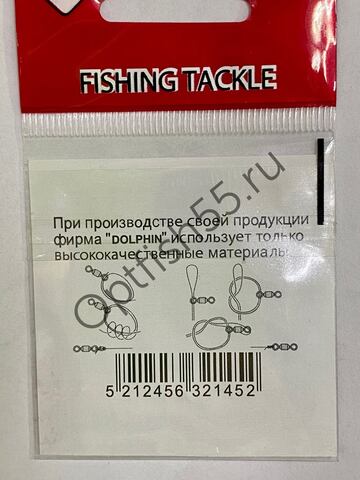 FISHING TACKLE
При производстве своей продукции
фирма "DOLPHIN" использует только
высококачественные материалы
5 212456 321452
Optfish55.ru